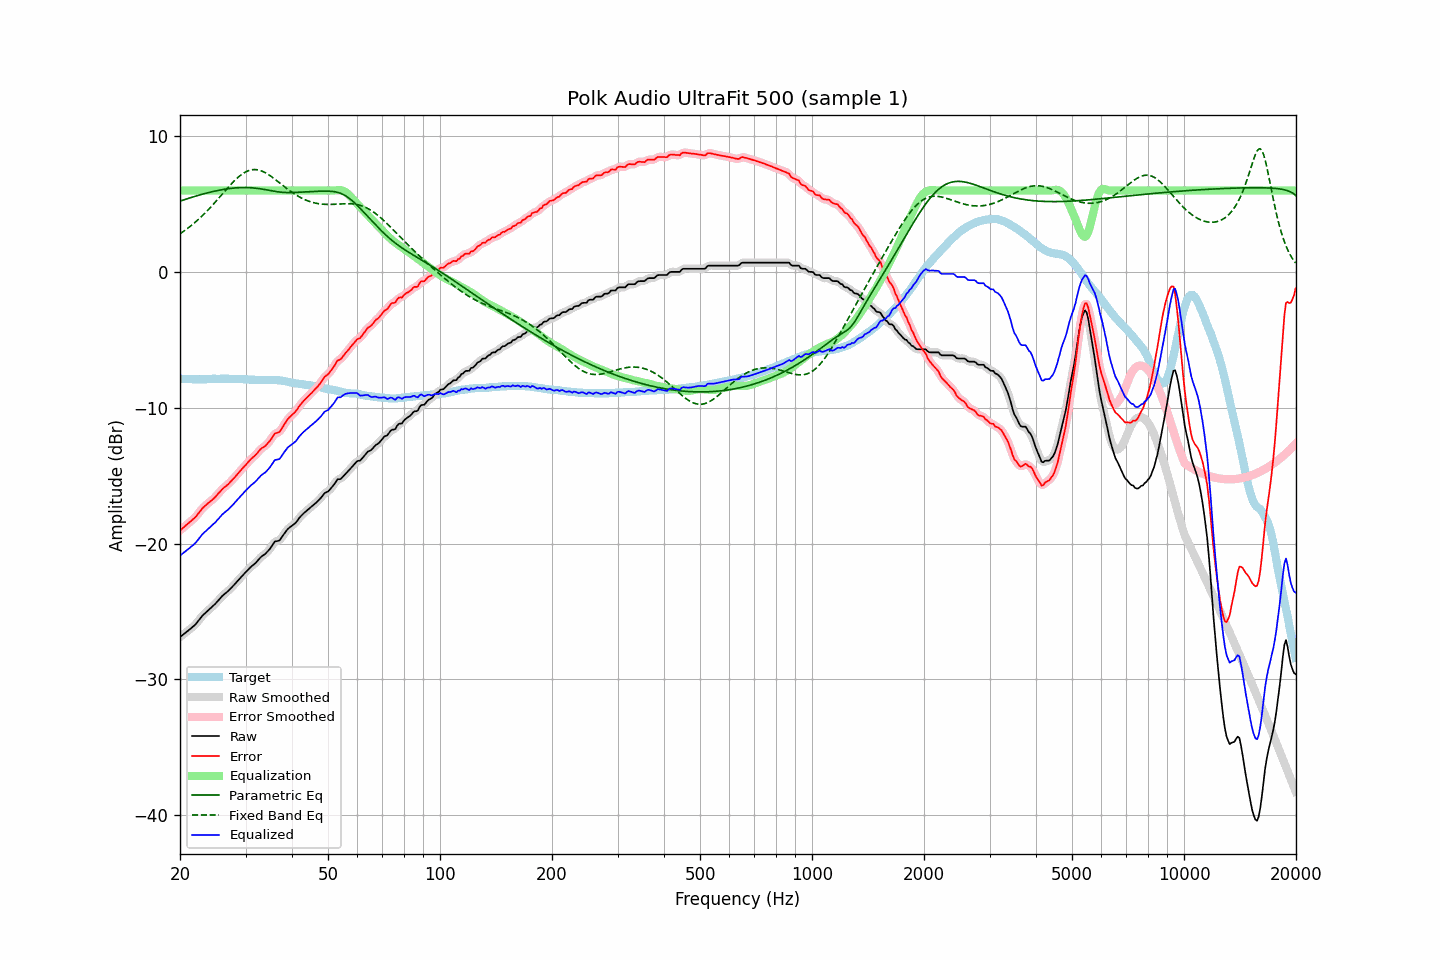 Polk Audio UltraFit 500 (sample 1)
10
0
−10
−20
−30
−40
Amplitude (dBr)
Target
Raw Smoothed
Error Smoothed
Raw
Error
Equalization
Parametric Eq
Fixed Band Eq
Equalized
20 50 100 200 500 1000 2000 5000 10000 20000
Frequency (Hz)